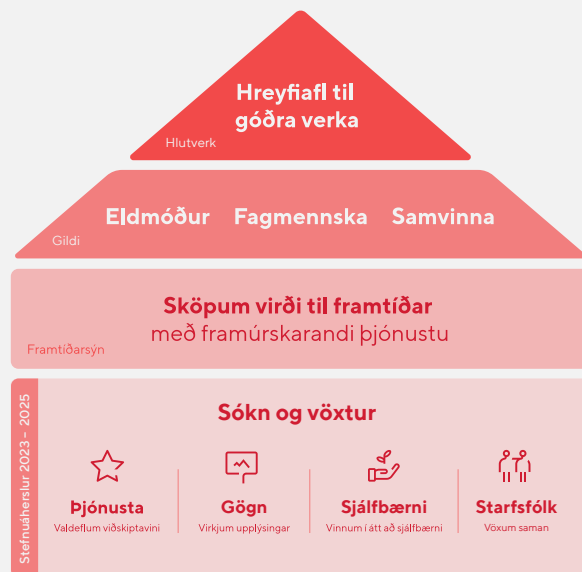 Hreyfiafl til
góðra verka
Hlutverk
Eldmóður Fagmennska Samvinna
Gildi
Sköpum virði til framtíðar
með framúrskarandi þjónustu
Framtíðarsýn
Stefnuáherslur 2023 – 2025
Sókn og vöxtur
Þjónusta Gögn Sjálfbærni Starfsfólk
Valdeflum viðskiptavini Virkjum upplýsingar Vinnum í átt að sjálfbærni Vöxum saman